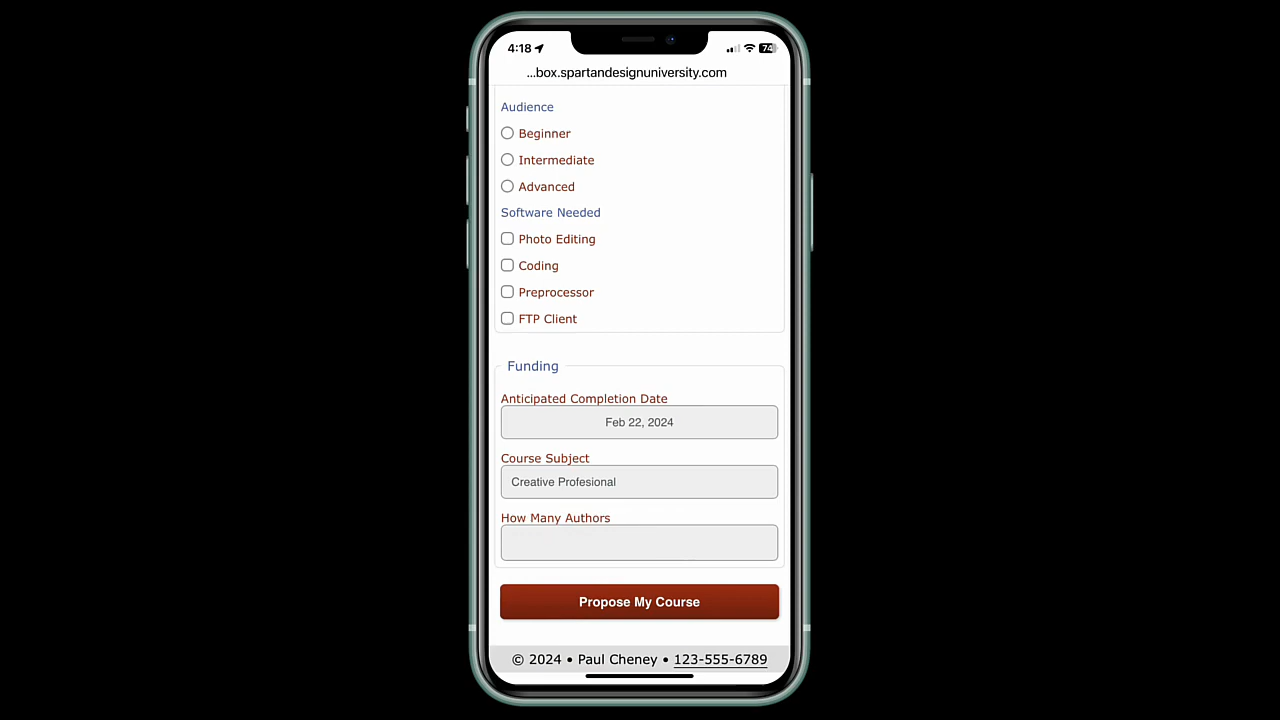 4:18
74
...box.spartandesignuniversity.com
Audience
Beginner
Intermediate
Advanced
Software Needed
Photo Editing
Coding
Preprocessor
FTP Client
Funding
Anticipated Completion Date
Feb 22, 2024
Course Subject
Creative Profesional
How Many Authors
Propose My Course
© 2024 • Paul Cheney • 123-555-6789